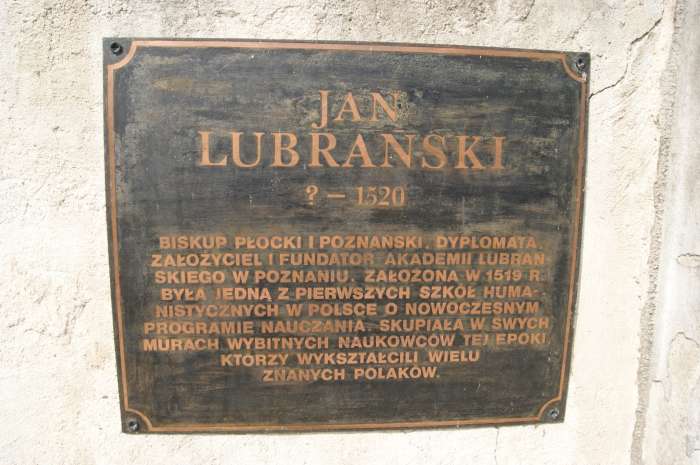 JAN
LUBRAŃSKI
? – 1520
BISKUP PŁOCKI I POZNAŃSKI, DYPLOMATA,
ZAŁOŻYCIEL I FUNDATOR AKADEMII LUBRAŃ
SKIEGO W POZNANIU. ZAŁOŻONA W 1519 R.
BYŁA JEDNĄ Z PIERWSZYCH SZKÓŁ HUMA-
NISTYCZNYCH W POLSCE O NOWOCZESNYM
PROGRAMIE NAUCZANIA. SKUPIAŁA W SWYCH
MURACH WYBITNYCH NAUKOWCÓW TEJ EPOKI,
KTÓRZY WYKSZTAŁCILI WIELU
ZNANYCH POLAKÓW.